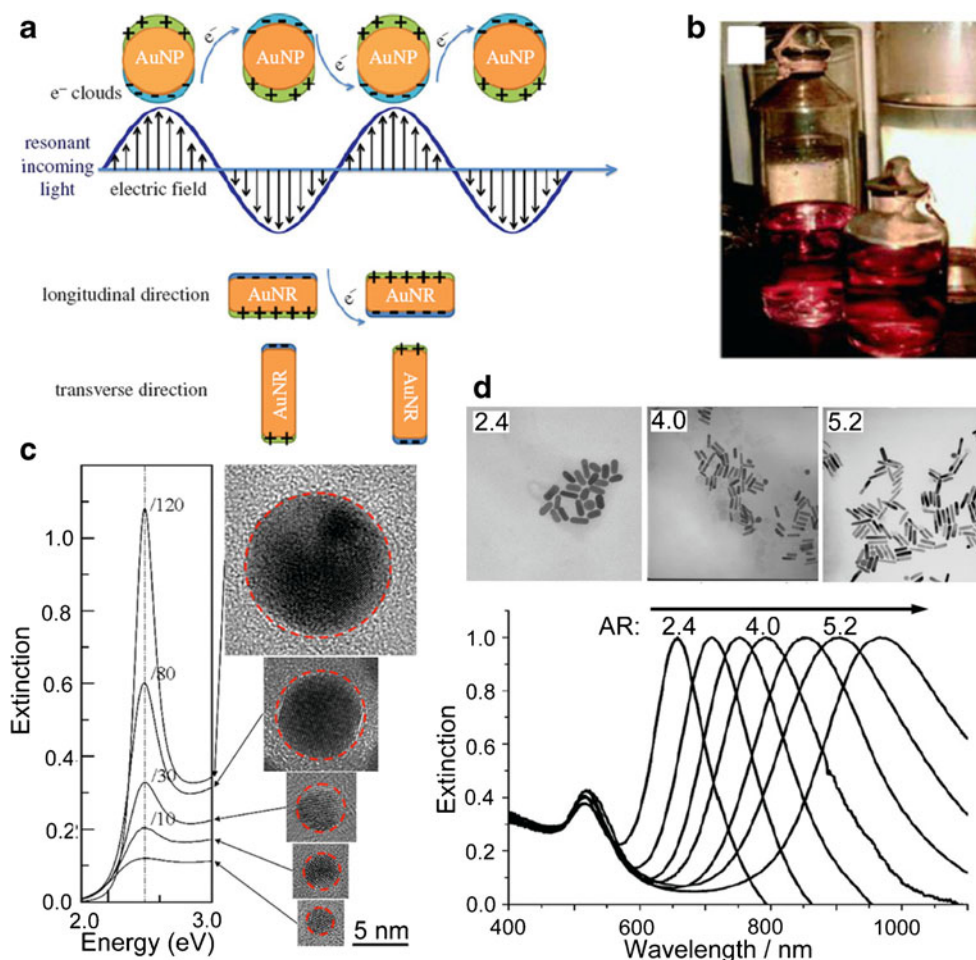 a
AuNP
AuNP
AuNP
AuNP
e⁻
e⁻
e⁻
e⁻ clouds
resonant
incoming
light
electric field
longitudinal direction
AuNR
e⁻
AuNR
transverse direction
AuNR
AuNR
b
c
Extinction
1.0
0.8
0.6
0.4
0.2
0.0
/120
/80
/30
/10
2.0
3.0
Energy (eV)
5 nm
d
2.4
4.0
5.2
AR: 2.4 4.0 5.2
Extinction
1.0
0.8
0.6
0.4
0.2
0.0
400 600 800 1000
Wavelength / nm